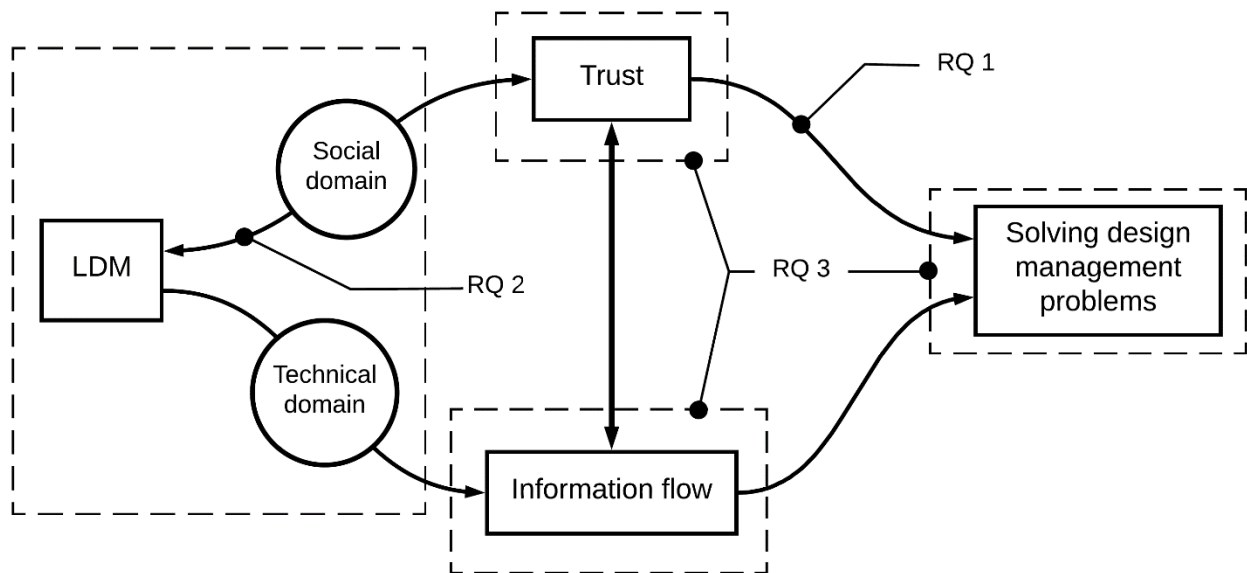 Trust
RQ 1
Social
domain
LDM
RQ 2
RQ 3
Solving design
management
problems
Technical
domain
Information flow